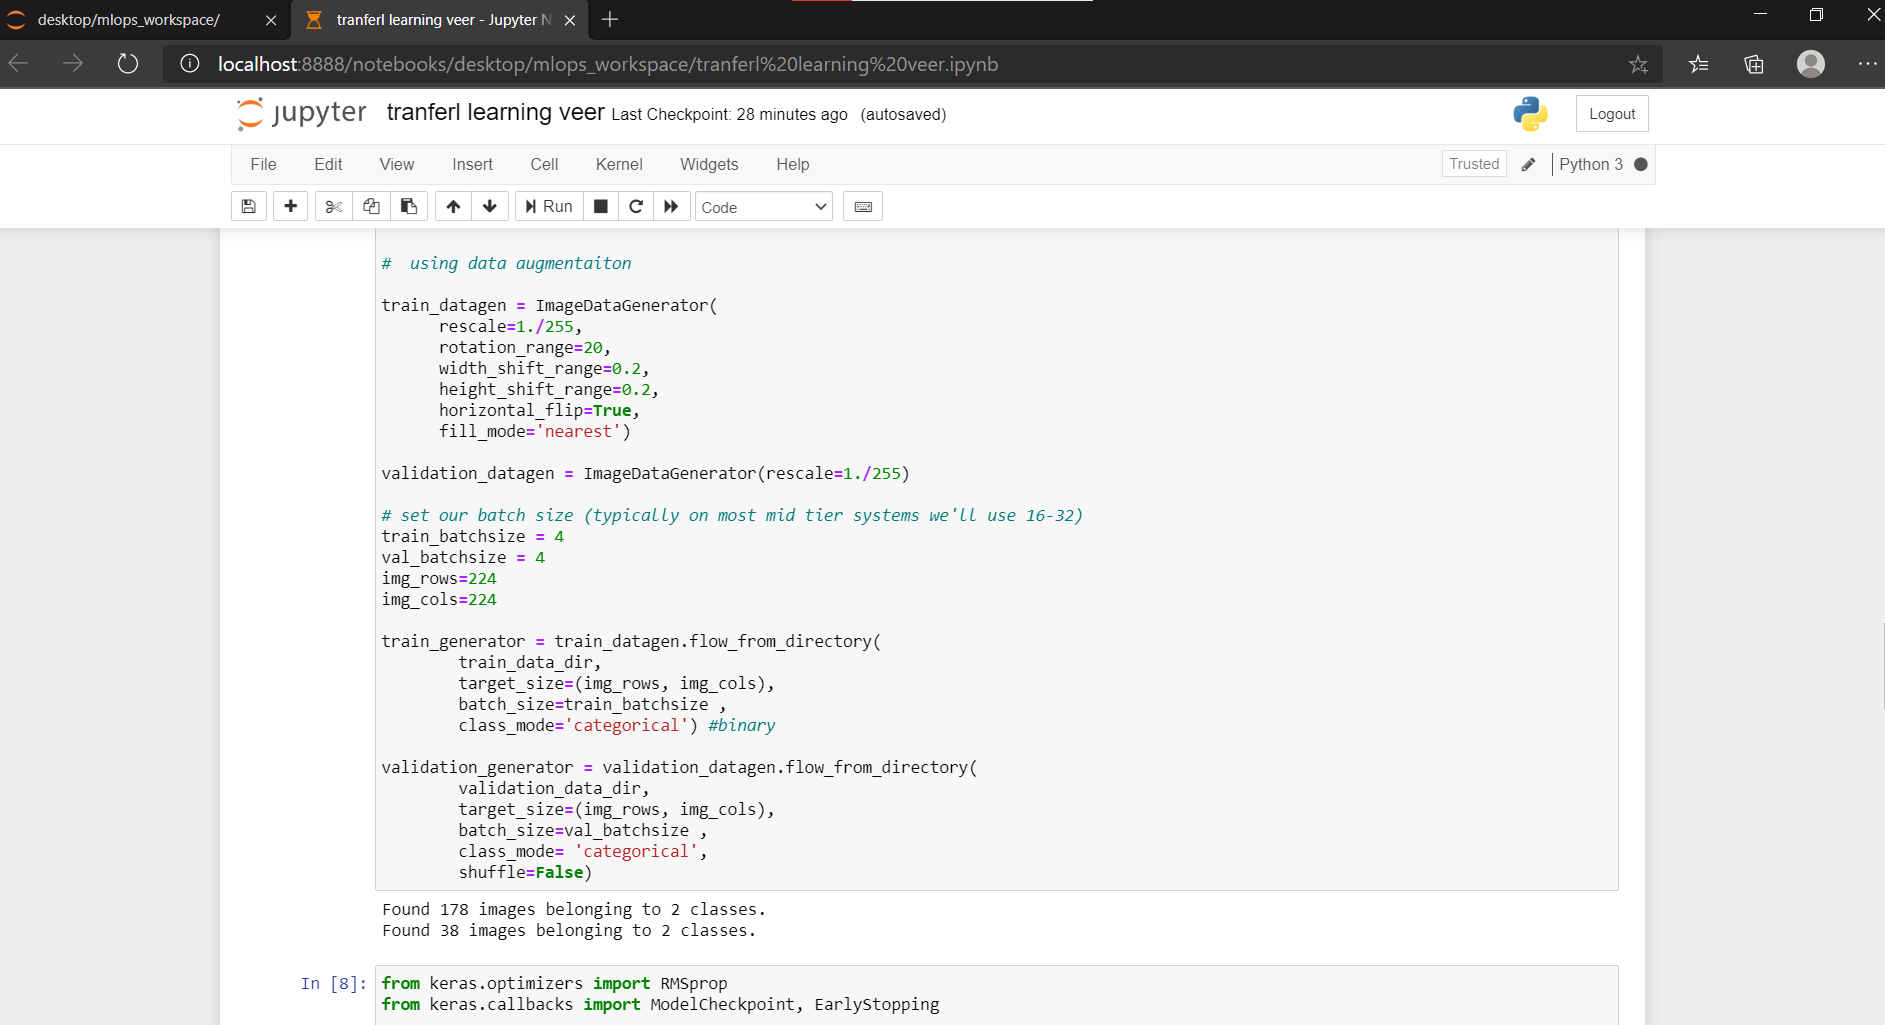 desktop/mlops_workspace/
tranferl learning veer - Jupyter N
localhost:8888/notebooks/desktop/mlops_workspace/tranferl%20learning%20veer.ipynb
jupyter tranferl learning veer Last Checkpoint: 28 minutes ago (autosaved)
Logout
File Edit View Insert Cell Kernel Widgets Help
Trusted Python 3
Run Code
#  using data augmentaiton
train_datagen = ImageDataGenerator(
      rescale=1./255,
      rotation_range=20,
      width_shift_range=0.2,
      height_shift_range=0.2,
      horizontal_flip=True,
      fill_mode='nearest')
validation_datagen = ImageDataGenerator(rescale=1./255)
# set our batch size (typically on most mid tier systems we'll use 16-32)
train_batchsize = 4
val_batchsize = 4
img_rows=224
img_cols=224
train_generator = train_datagen.flow_from_directory(
        train_data_dir,
        target_size=(img_rows, img_cols),
        batch_size=train_batchsize ,
        class_mode='categorical') #binary
validation_generator = validation_datagen.flow_from_directory(
        validation_data_dir,
        target_size=(img_rows, img_cols),
        batch_size=val_batchsize ,
        class_mode= 'categorical',
        shuffle=False)
Found 178 images belonging to 2 classes.
Found 38 images belonging to 2 classes.
In [8]: from keras.optimizers import RMSprop
from keras.callbacks import ModelCheckpoint, EarlyStopping